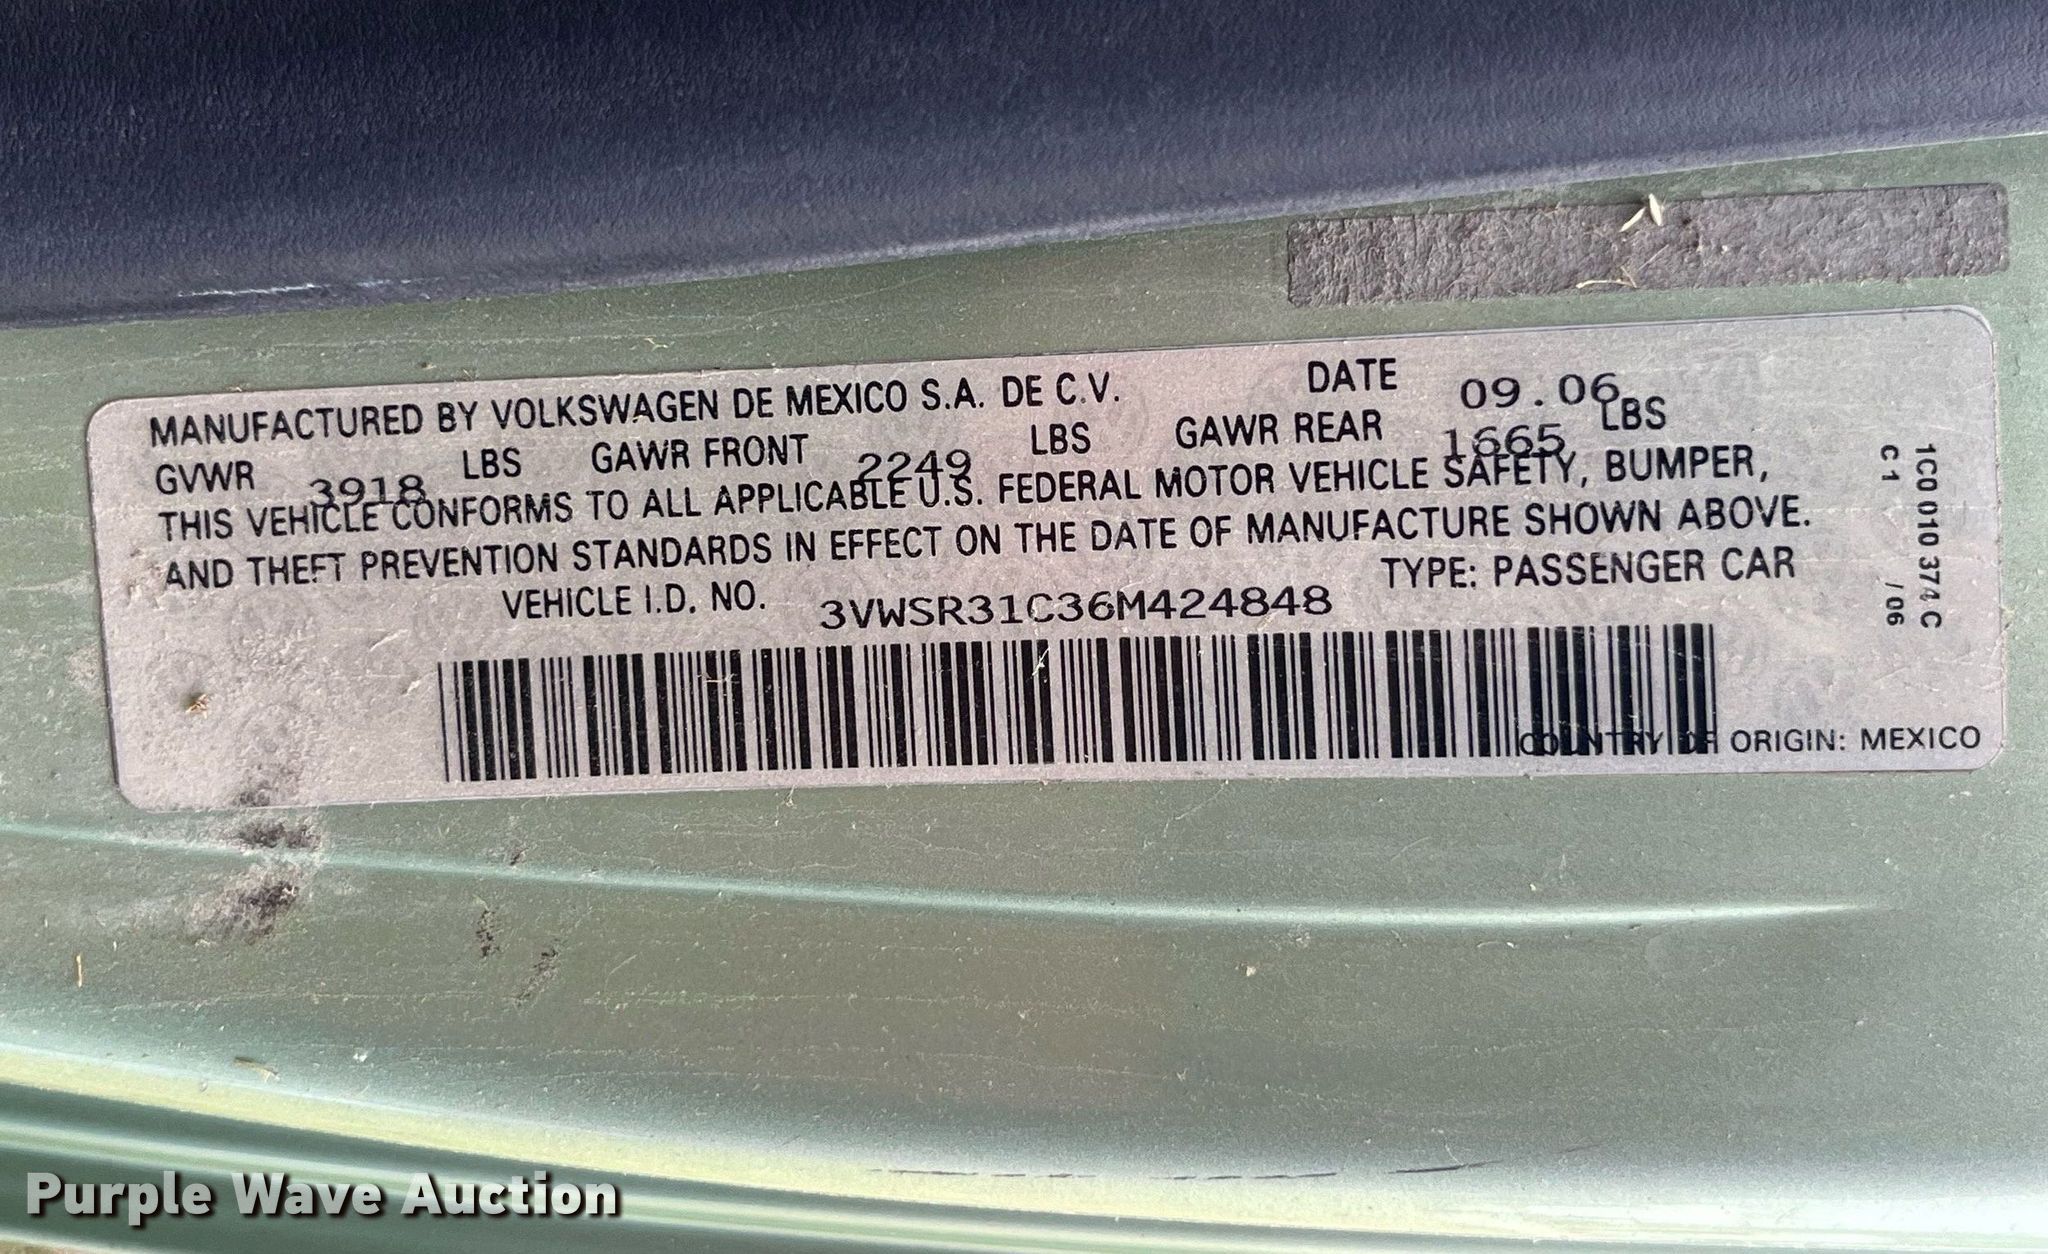 MANUFACTURED BY VOLKSWAGEN DE MEXICO S.A. DE C.V. DATE 09.06
GVWR 3918 LBS GAWR FRONT 2249 LBS GAWR REAR 1665 LBS
THIS VEHICLE CONFORMS TO ALL APPLICABLE U.S. FEDERAL MOTOR VEHICLE SAFETY, BUMPER,
AND THEFT PREVENTION STANDARDS IN EFFECT ON THE DATE OF MANUFACTURE SHOWN ABOVE.
VEHICLE I.D. NO. 3VWSR31C36M424848 TYPE: PASSENGER CAR
COUNTRY OF ORIGIN: MEXICO
1C0 010 374 C
C1 /06
Purple Wave Auction